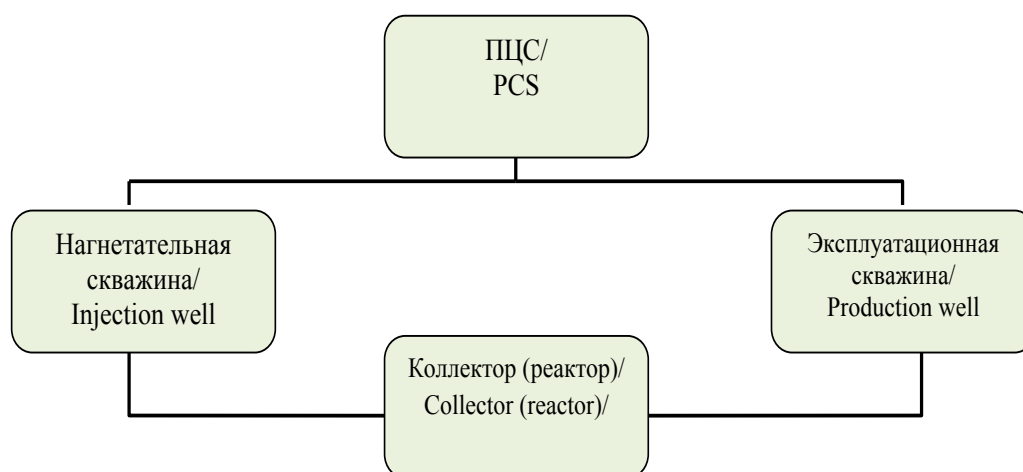 ПЦС/
PCS
Нагнетательная
скважина/
Injection well
Эксплуатационная
скважина/
Production well
Коллектор (реактор)/
Collector (reactor)/